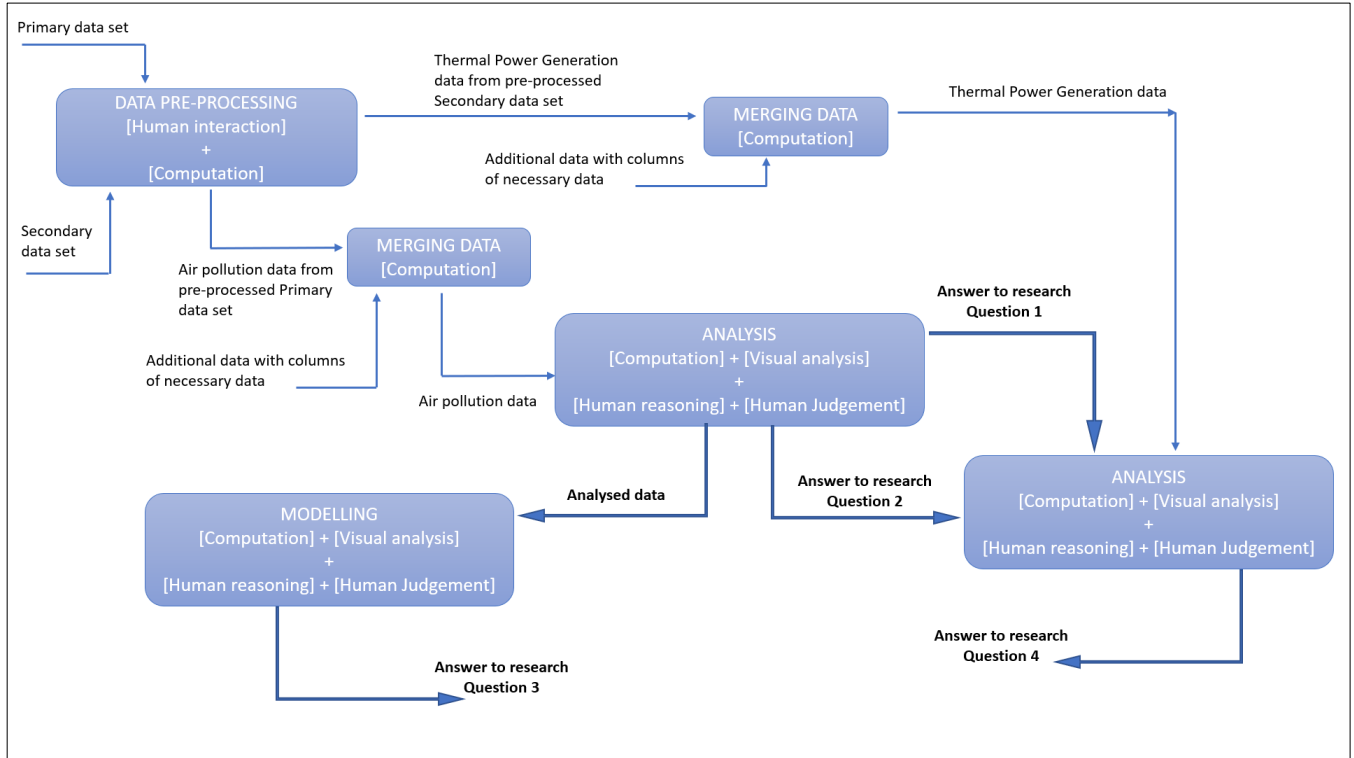 Primary data set
DATA PRE-PROCESSING
[Human interaction]
+
[Computation]
Secondary
data set
Thermal Power Generation
data from pre-processed
Secondary data set
MERGING DATA
[Computation]
Additional data with columns
of necessary data
Thermal Power Generation data
Air pollution data from
pre-processed Primary
data set
MERGING DATA
[Computation]
Additional data with columns
of necessary data
Air pollution data
ANALYSIS
[Computation] + [Visual analysis]
+
[Human reasoning] + [Human Judgement]
Answer to research
Question 1
Analysed data
Answer to research
Question 2
ANALYSIS
[Computation] + [Visual analysis]
+
[Human reasoning] + [Human Judgement]
MODELLING
[Computation] + [Visual analysis]
+
[Human reasoning] + [Human Judgement]
Answer to research
Question 3
Answer to research
Question 4